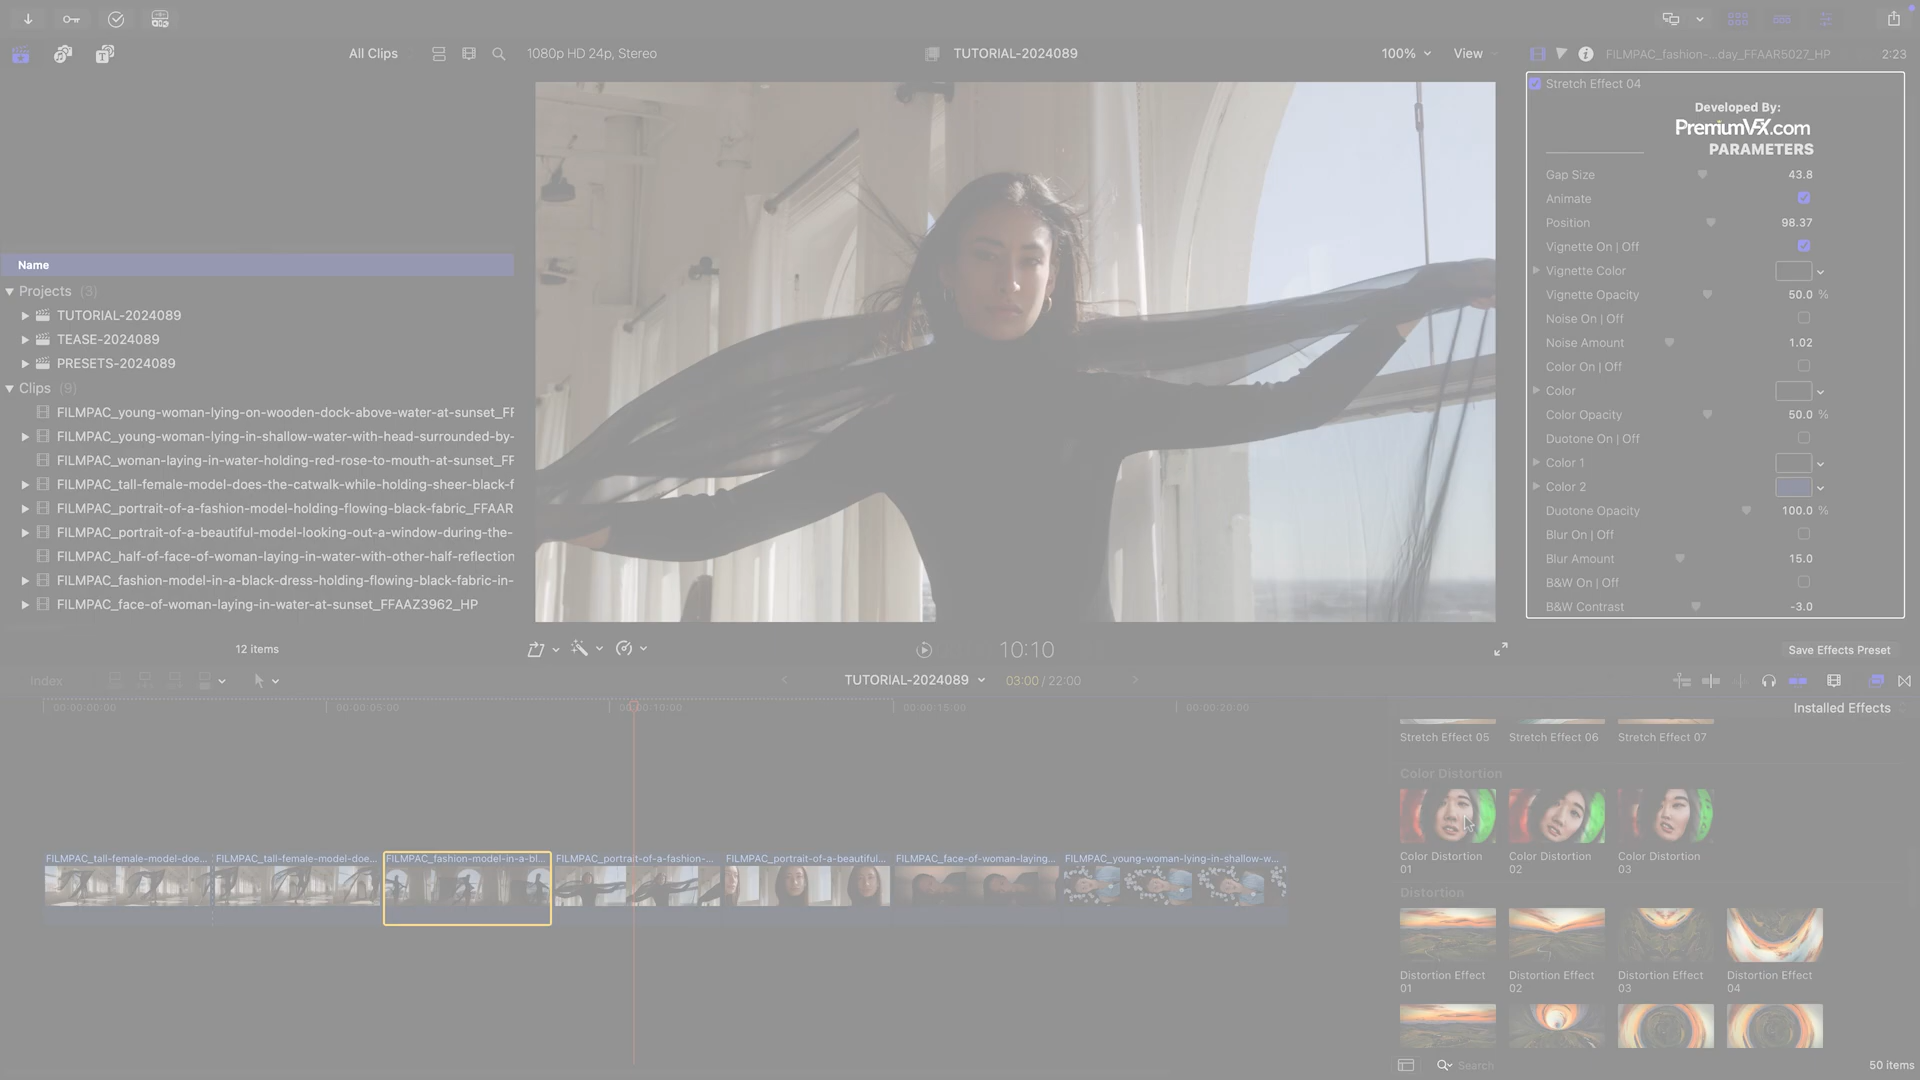 All Clips
1080p HD 24p, Stereo
TUTORIAL-2024089
100%
View
FILMPAC_fashion-...day_FFAAR5027_HP
2:23
Stretch Effect 04
Developed By:
PremiumVFX.com
PARAMETERS
Gap Size
43.8
Animate
Position
98.37
Vignette On | Off
Vignette Color
Vignette Opacity
50.0 %
Noise On | Off
Noise Amount
1.02
Color On | Off
Color
Color Opacity
50.0 %
Duotone On | Off
Color 1
Color 2
Duotone Opacity
100.0 %
Blur On | Off
Blur Amount
15.0
B&W On | Off
B&W Contrast
-3.0
Save Effects Preset
Name
Projects (3)
TUTORIAL-2024089
TEASE-2024089
PRESETS-2024089
Clips (9)
FILMPAC_young-woman-lying-on-wooden-dock-above-water-at-sunset_FF
FILMPAC_young-woman-lying-in-shallow-water-with-head-surrounded-by-
FILMPAC_woman-laying-in-water-holding-red-rose-to-mouth-at-sunset_FF
FILMPAC_tall-female-model-does-the-catwalk-while-holding-sheer-black-f
FILMPAC_portrait-of-a-fashion-model-holding-flowing-black-fabric_FFAAR
FILMPAC_portrait-of-a-beautiful-model-looking-out-a-window-during-the-
FILMPAC_half-of-face-of-woman-laying-in-water-with-other-half-reflection
FILMPAC_fashion-model-in-a-black-dress-holding-flowing-black-fabric-in-
FILMPAC_face-of-woman-laying-in-water-at-sunset_FFAAZ3962_HP
12 items
10:10
Index
TUTORIAL-2024089
03:00 / 22:00
00:00:00:00
00:00:05:00
00:00:10:00
00:00:15:00
00:00:20:00
FILMPAC_tall-female-model-doe...
FILMPAC_tall-female-model-doe...
FILMPAC_fashion-model-in-a-bl...
FILMPAC_portrait-of-a-fashion-...
FILMPAC_portrait-of-a-beautiful...
FILMPAC_face-of-woman-laying...
FILMPAC_young-woman-lying-in-shallow-w...
Installed Effects
Stretch Effect 05
Stretch Effect 06
Stretch Effect 07
Color Distortion
Color Distortion 01
Color Distortion 02
Color Distortion 03
Distortion
Distortion Effect 01
Distortion Effect 02
Distortion Effect 03
Distortion Effect 04
Search
50 items